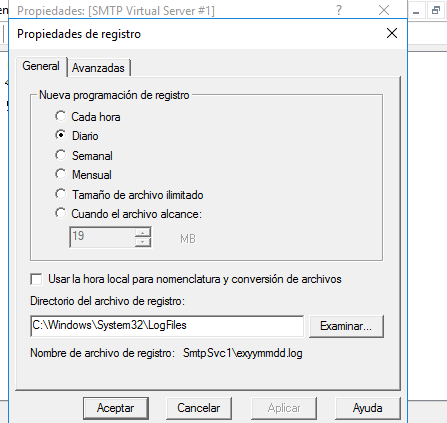 Propiedades: [SMTP Virtual Server #1]
Propiedades de registro
General
Avanzadas
Nueva programación de registro
Cada hora
Diario
Semanal
Mensual
Tamaño de archivo ilimitado
Cuando el archivo alcance:
19 MB
Usar la hora local para nomenclatura y conversión de archivos
Directorio del archivo de registro:
C:\Windows\System32\LogFiles
Examinar...
Nombre de archivo de registro: SmtpSvc1\exyymmdd.log
Aceptar
Cancelar
Aplicar
Ayuda